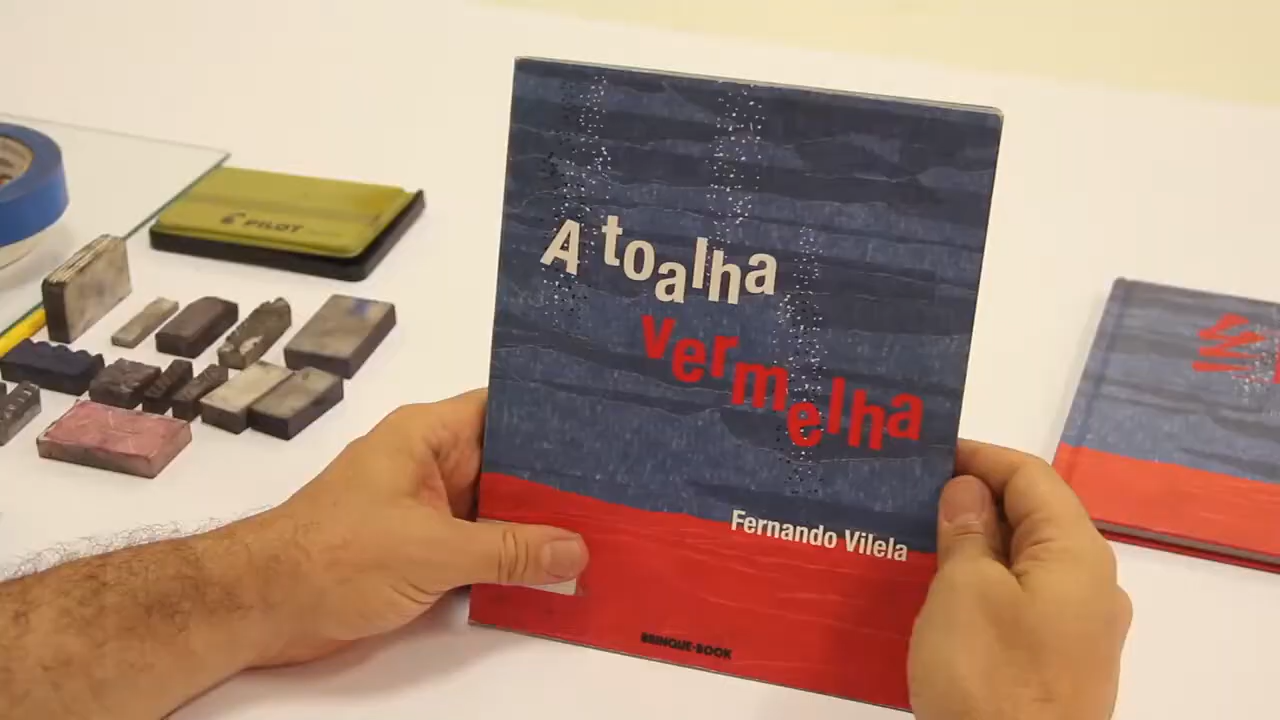 A toalha
vermelha
Fernando Vilela
BRINQUE-BOOK
PILOT